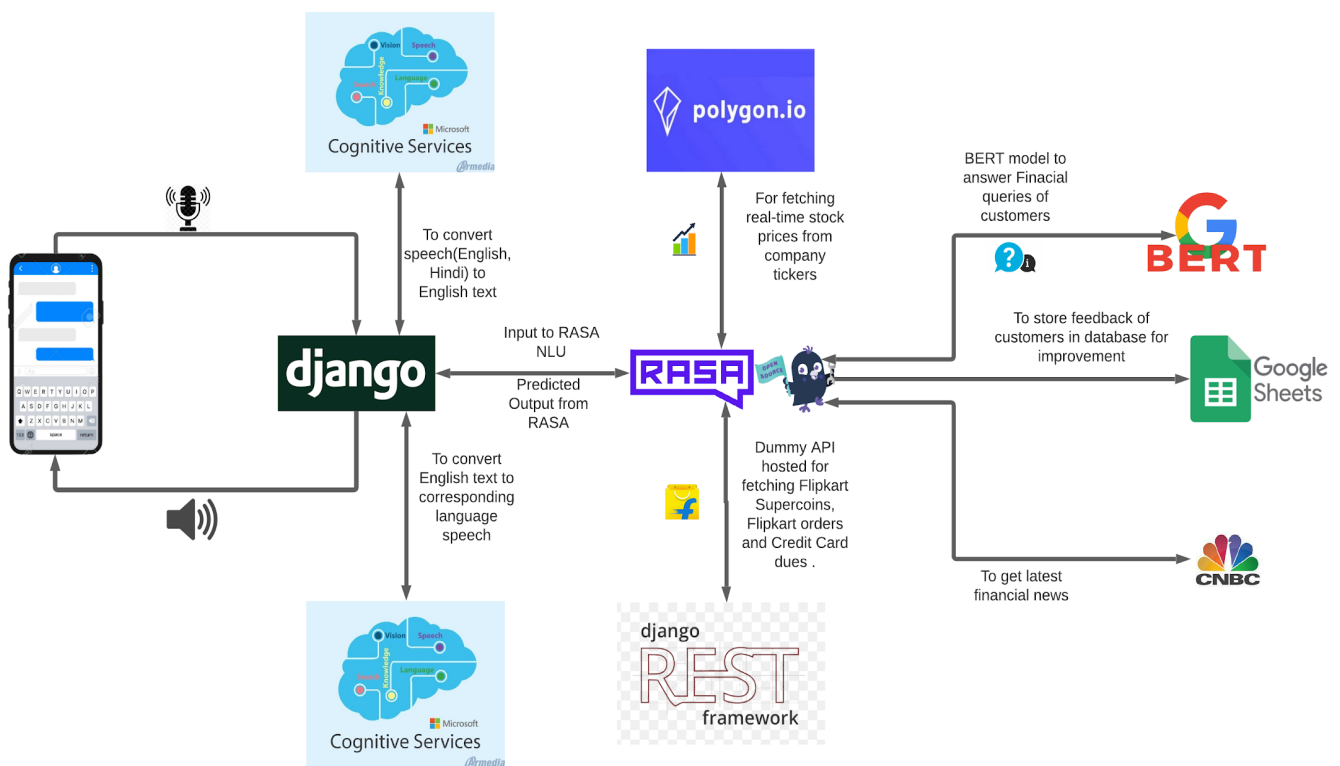 Vision
Speech
Knowledge
Language
Search
Microsoft
Cognitive Services
Armedia
polygon.io
BERT model to
answer Finacial
queries of
customers
G
BERT
For fetching
real-time stock
prices from
company
tickers
To convert
speech(English,
Hindi) to
English text
?
i
Q W E R T Y U I O P
A S D F G H J K L
Z X C V B N M
123
space
return
django
Input to RASA
NLU
Predicted
Output from
RASA
RASA
OPEN
SOURCE
To store feedback of
customers in database for
improvement
Google
Sheets
To convert
English text to
corresponding
language
speech
f
Dummy API
hosted for
fetching Flipkart
Supercoins,
Flipkart orders
and Credit Card
dues .
To get latest
financial news
CNBC
Vision
Speech
Knowledge
Language
Search
Microsoft
Cognitive Services
Armedia
django
REST
framework